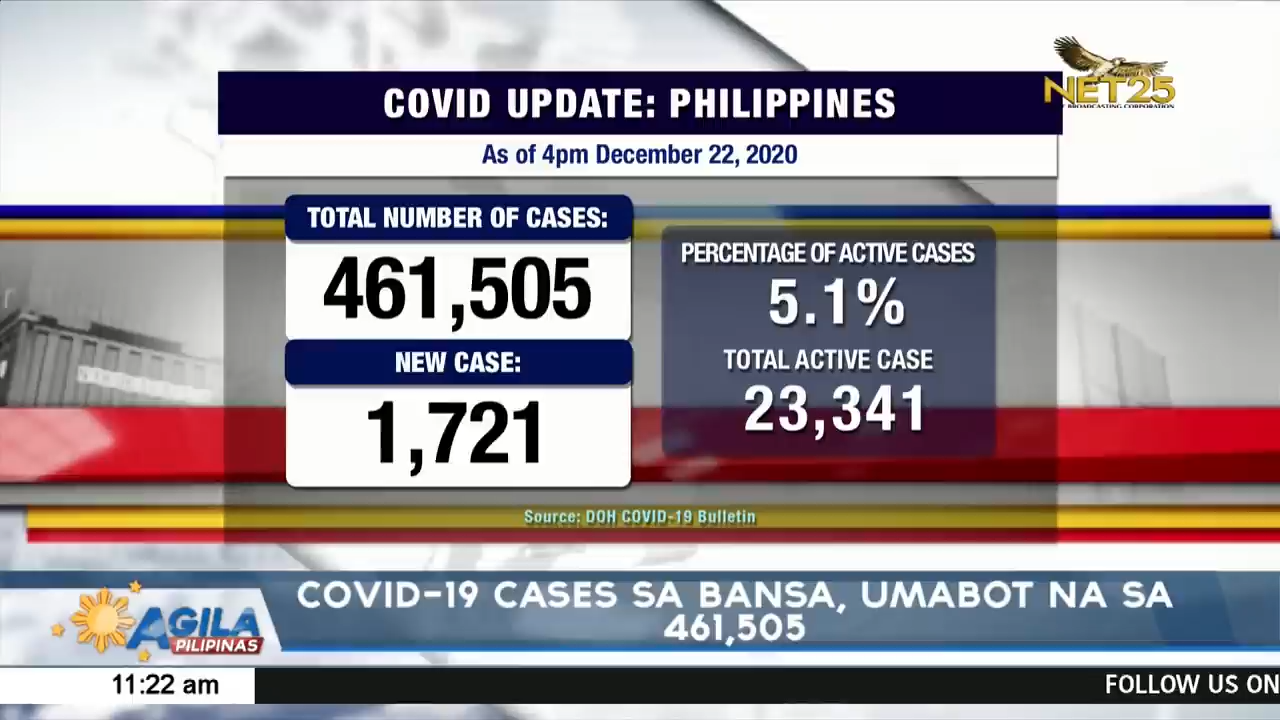 NET25
BROADCASTING CORPORATION
COVID UPDATE: PHILIPPINES
As of 4pm December 22, 2020
TOTAL NUMBER OF CASES:
461,505
NEW CASE:
1,721
PERCENTAGE OF ACTIVE CASES
5.1%
TOTAL ACTIVE CASE
23,341
Source: DOH COVID-19 Bulletin
COVID-19 CASES SA BANSA, UMABOT NA SA
461,505
AGILA
PILIPINAS
11:22 am
FOLLOW US ON